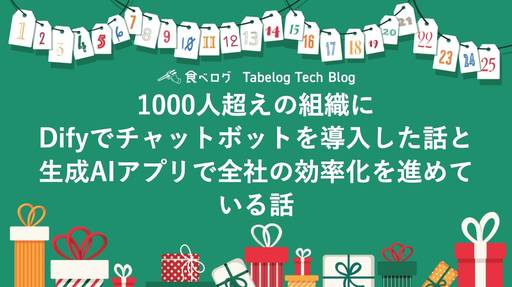 1 2 3 4 5 6 7 8 9 10 11 12 13 14 15 16 17 18 19 20 21 22 23 24 25
食べログ Tabelog Tech Blog
1000人超えの組織に
Difyでチャットボットを導入した話と
生成AIアプリで全社の効率化を進めて
いる話